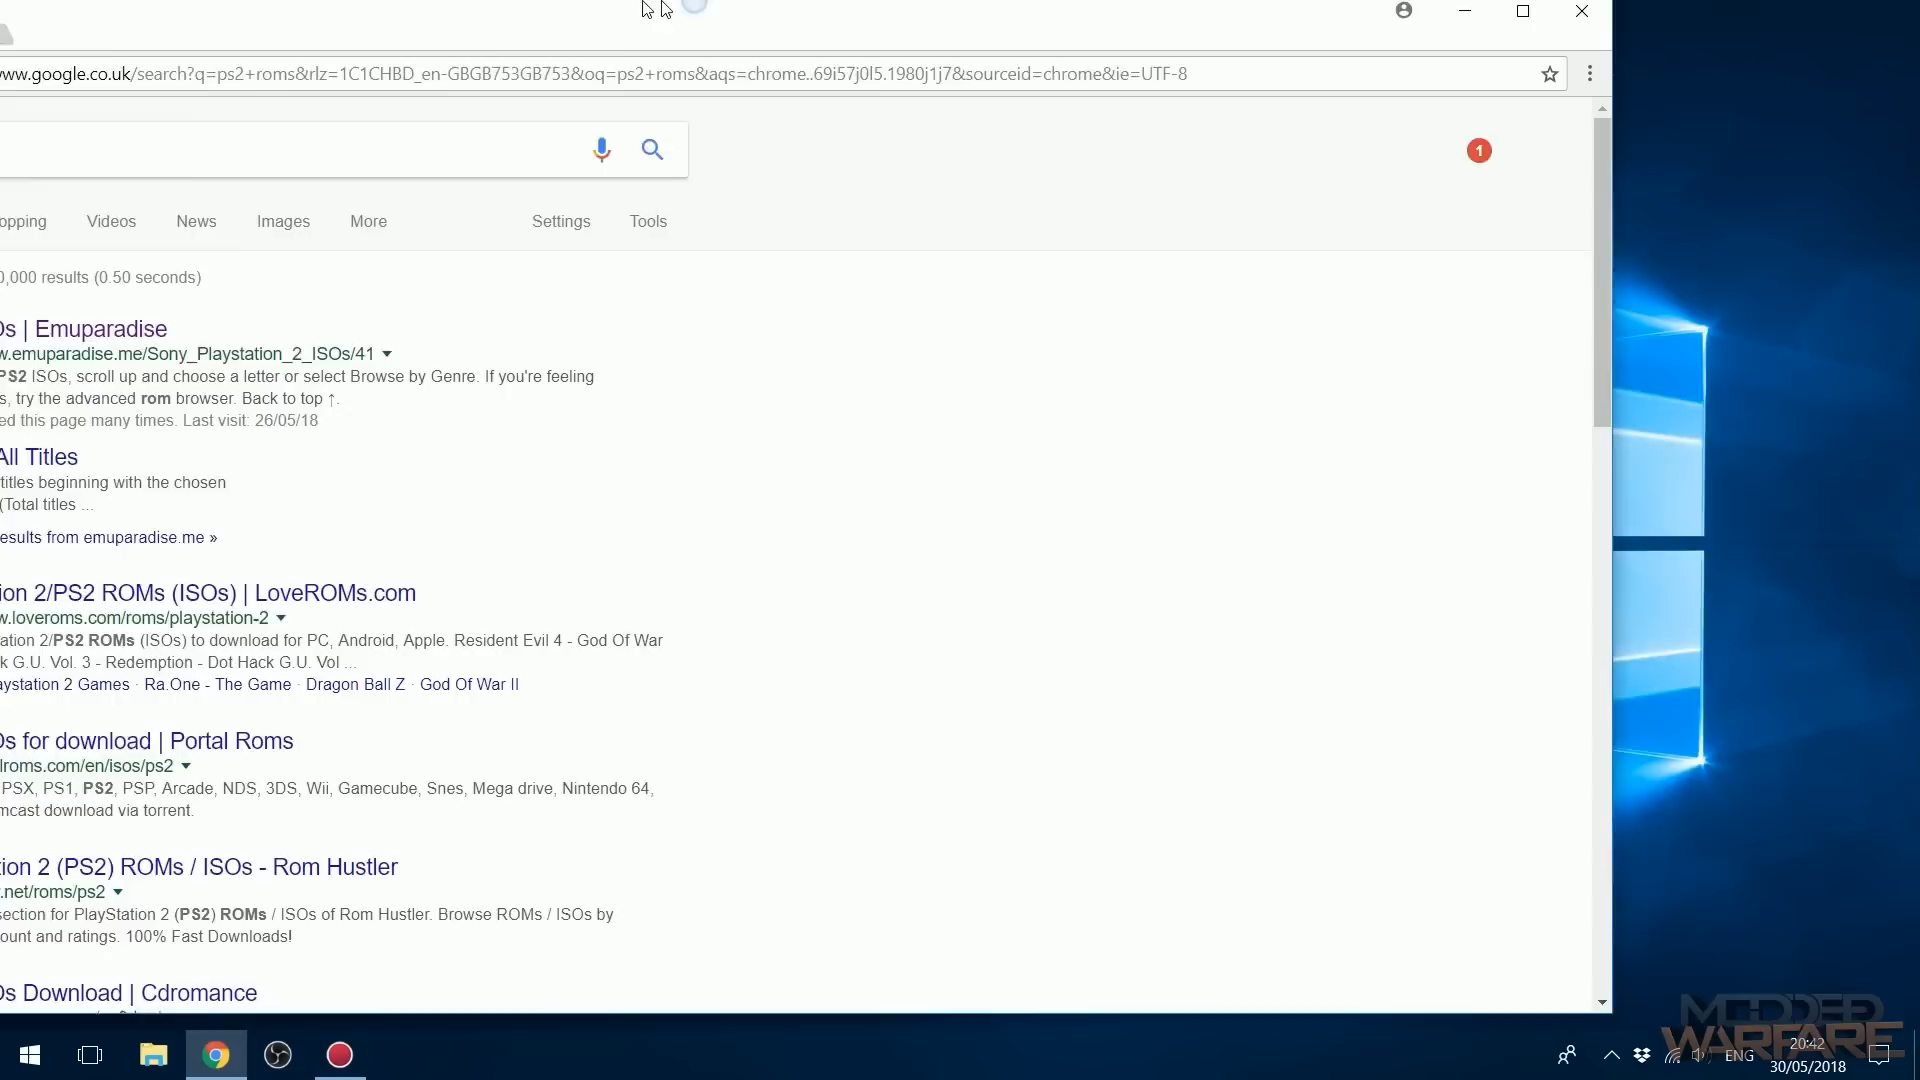 www.google.co.uk/search?q=ps2+roms&rlz=1C1CHBD_en-GBGB753GB753&oq=ps2+roms&aqs=chrome..69i57j0l5.1980j1j7&sourceid=chrome&ie=UTF-8
1
opping Videos News Images More Settings Tools
0,000 results (0.50 seconds)
Os | Emuparadise
w.emuparadise.me/Sony_Playstation_2_ISOs/41
PS2 ISOs, scroll up and choose a letter or select Browse by Genre. If you're feeling
s, try the advanced rom browser. Back to top ↑.
ed this page many times. Last visit: 26/05/18
All Titles
titles beginning with the chosen
(Total titles ...
esults from emuparadise.me »
ion 2/PS2 ROMs (ISOs) | LoveROMs.com
w.loveroms.com/roms/playstation-2
ation 2/PS2 ROMs (ISOs) to download for PC, Android, Apple. Resident Evil 4 - God Of War
k G.U. Vol. 3 - Redemption - Dot Hack G.U. Vol ...
aystation 2 Games · Ra.One - The Game · Dragon Ball Z · God Of War II
Os for download | Portal Roms
lroms.com/en/isos/ps2
PSX, PS1, PS2, PSP, Arcade, NDS, 3DS, Wii, Gamecube, Snes, Mega drive, Nintendo 64,
mcast download via torrent.
tion 2 (PS2) ROMs / ISOs - Rom Hustler
.net/roms/ps2
section for PlayStation 2 (PS2) ROMs / ISOs of Rom Hustler. Browse ROMs / ISOs by
ount and ratings. 100% Fast Downloads!
Os Download | Cdromance
MODDED
WARFARE
ENG
20:42
30/05/2018